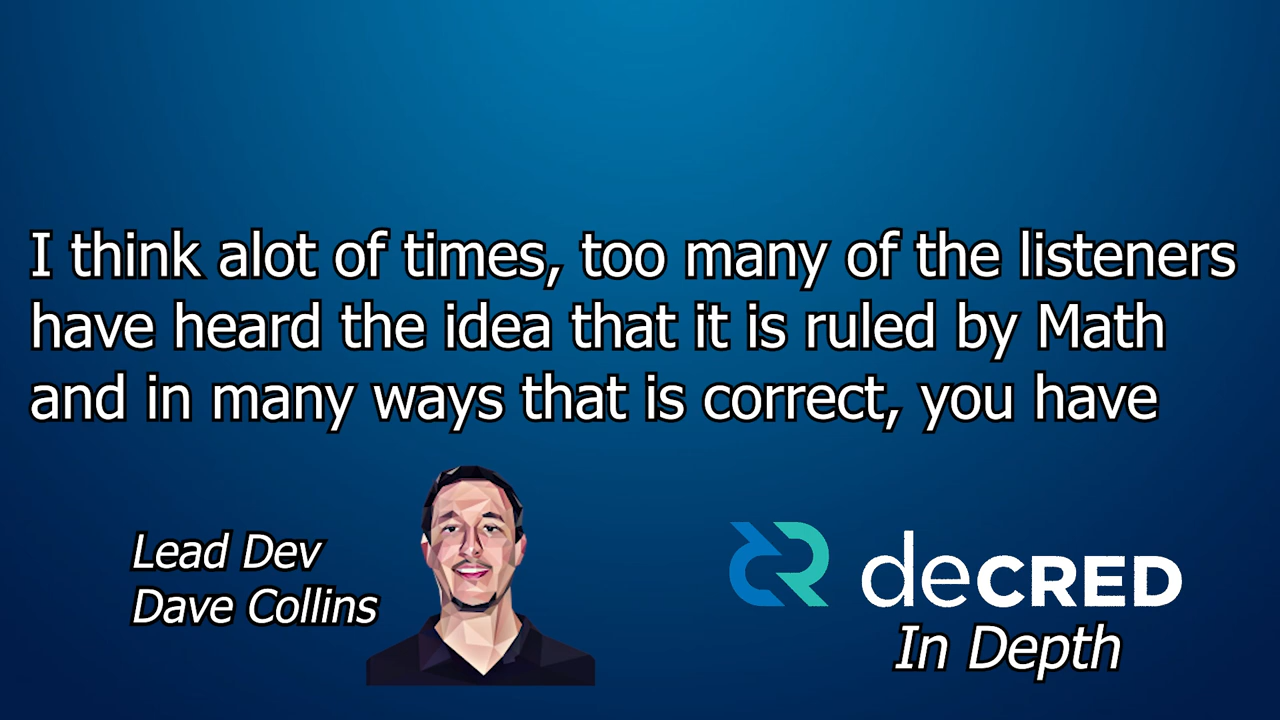 I think alot of times, too many of the listeners
have heard the idea that it is ruled by Math
and in many ways that is correct, you have
Lead Dev
Dave Collins
deCRED
In Depth